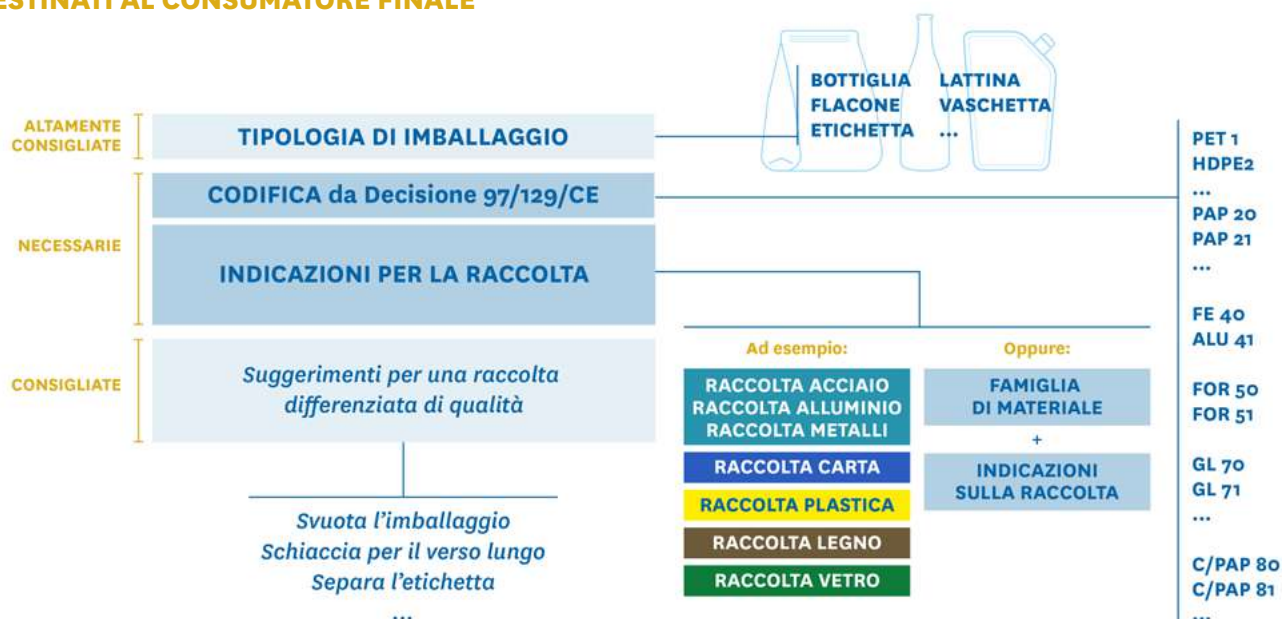 DESTINATI AL CONSUMATORE FINALE
BOTTIGLIA LATTINA
FLACONE VASCHETTA
ETICHETTA ...
ALTAMENTE
CONSIGLIATE
TIPOLOGIA DI IMBALLAGGIO
NECESSARIE
CODIFICA da Decisione 97/129/CE
INDICAZIONI PER LA RACCOLTA
CONSIGLIATE
Suggerimenti per una raccolta
differenziata di qualità
Svuota l'imballaggio
Schiaccia per il verso lungo
Separa l'etichetta
...
Ad esempio:
RACCOLTA ACCIAIO
RACCOLTA ALLUMINIO
RACCOLTA METALLI
RACCOLTA CARTA
RACCOLTA PLASTICA
RACCOLTA LEGNO
RACCOLTA VETRO
Oppure:
FAMIGLIA
DI MATERIALE
+
INDICAZIONI
SULLA RACCOLTA
PET 1
HDPE2
...
PAP 20
PAP 21
...
FE 40
ALU 41
FOR 50
FOR 51
GL 70
GL 71
...
C/PAP 80
C/PAP 81
...